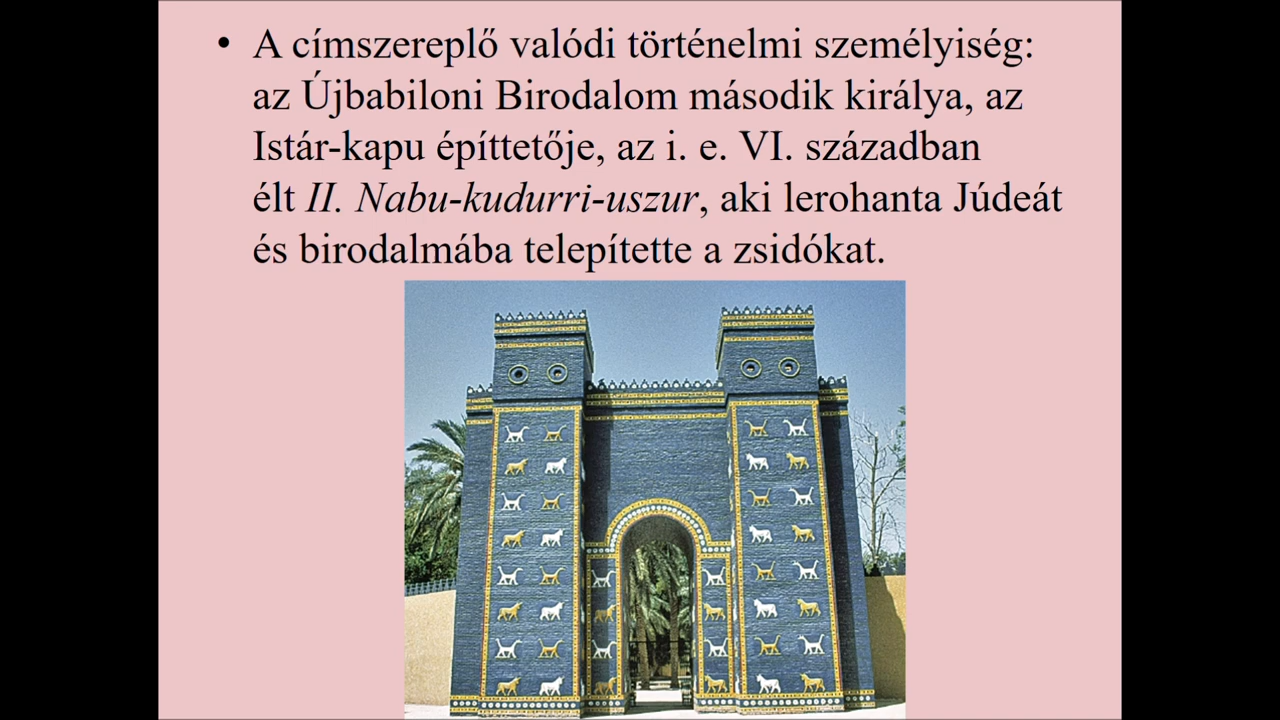 • A címszereplő valódi történelmi személyiség:
az Újbabiloni Birodalom második királya, az
Istár-kapu építtetője, az i. e. VI. században
élt II. Nabu-kudurri-uszur, aki lerohanta Júdeát
és birodalmába telepítette a zsidókat.